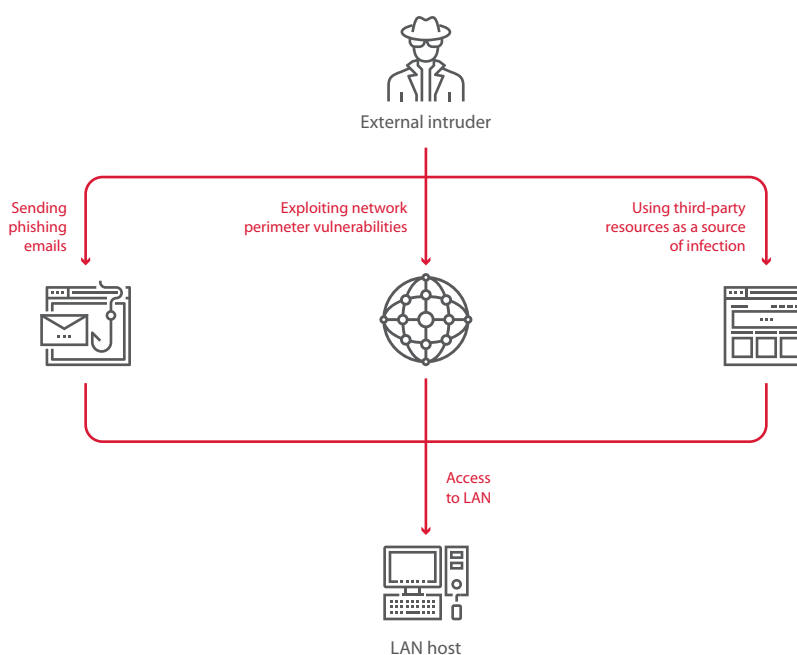 External intruder
Sending
phishing
emails
Exploiting network
perimeter vulnerabilities
Using third-party
resources as a source
of infection
Access
to LAN
LAN host